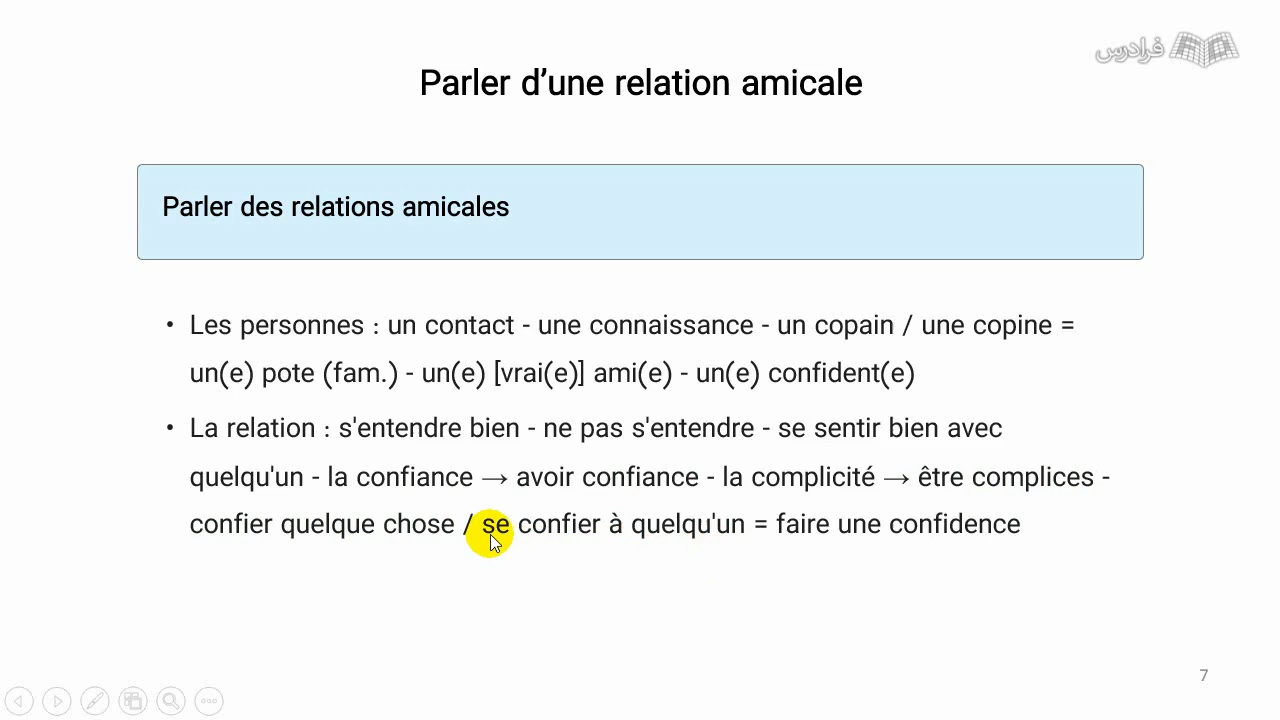 فرادرس
Parler d’une relation amicale
Parler des relations amicales
• Les personnes : un contact - une connaissance - un copain / une copine =
un(e) pote (fam.) - un(e) [vrai(e)] ami(e) - un(e) confident(e)
• La relation : s'entendre bien - ne pas s'entendre - se sentir bien avec
quelqu'un - la confiance → avoir confiance - la complicité → être complices -
confier quelque chose / se confier à quelqu'un = faire une confidence
7